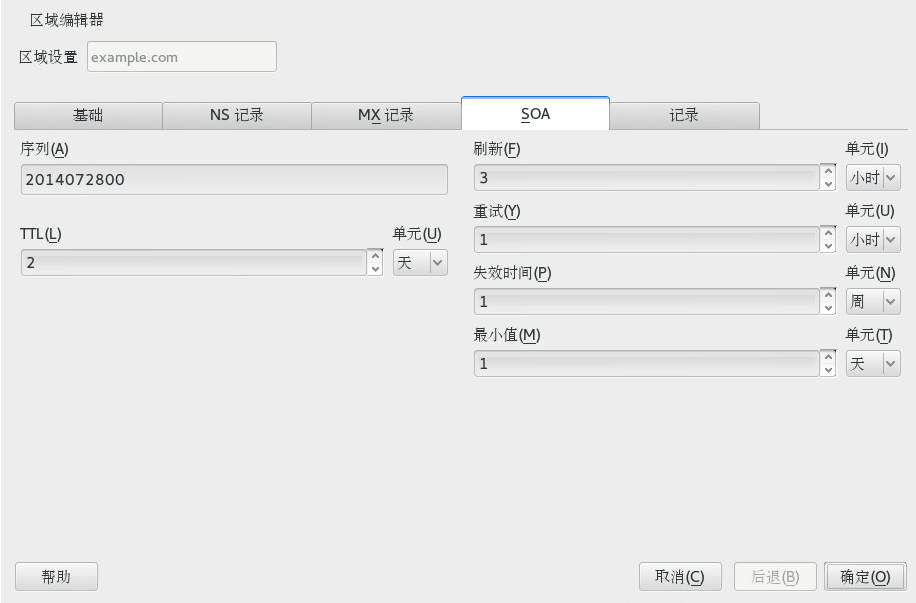 区域编辑器
区域设置 example.com
基础 NS 记录 MX 记录 SOA 记录
序列(A)
2014072800
TTL(L) 单元(U)
2 天
刷新(F) 单元(I)
3 小时
重试(Y) 单元(U)
1 小时
失效时间(P) 单元(N)
1 周
最小值(M) 单元(T)
1 天
帮助 取消(C) 后退(B) 确定(O)